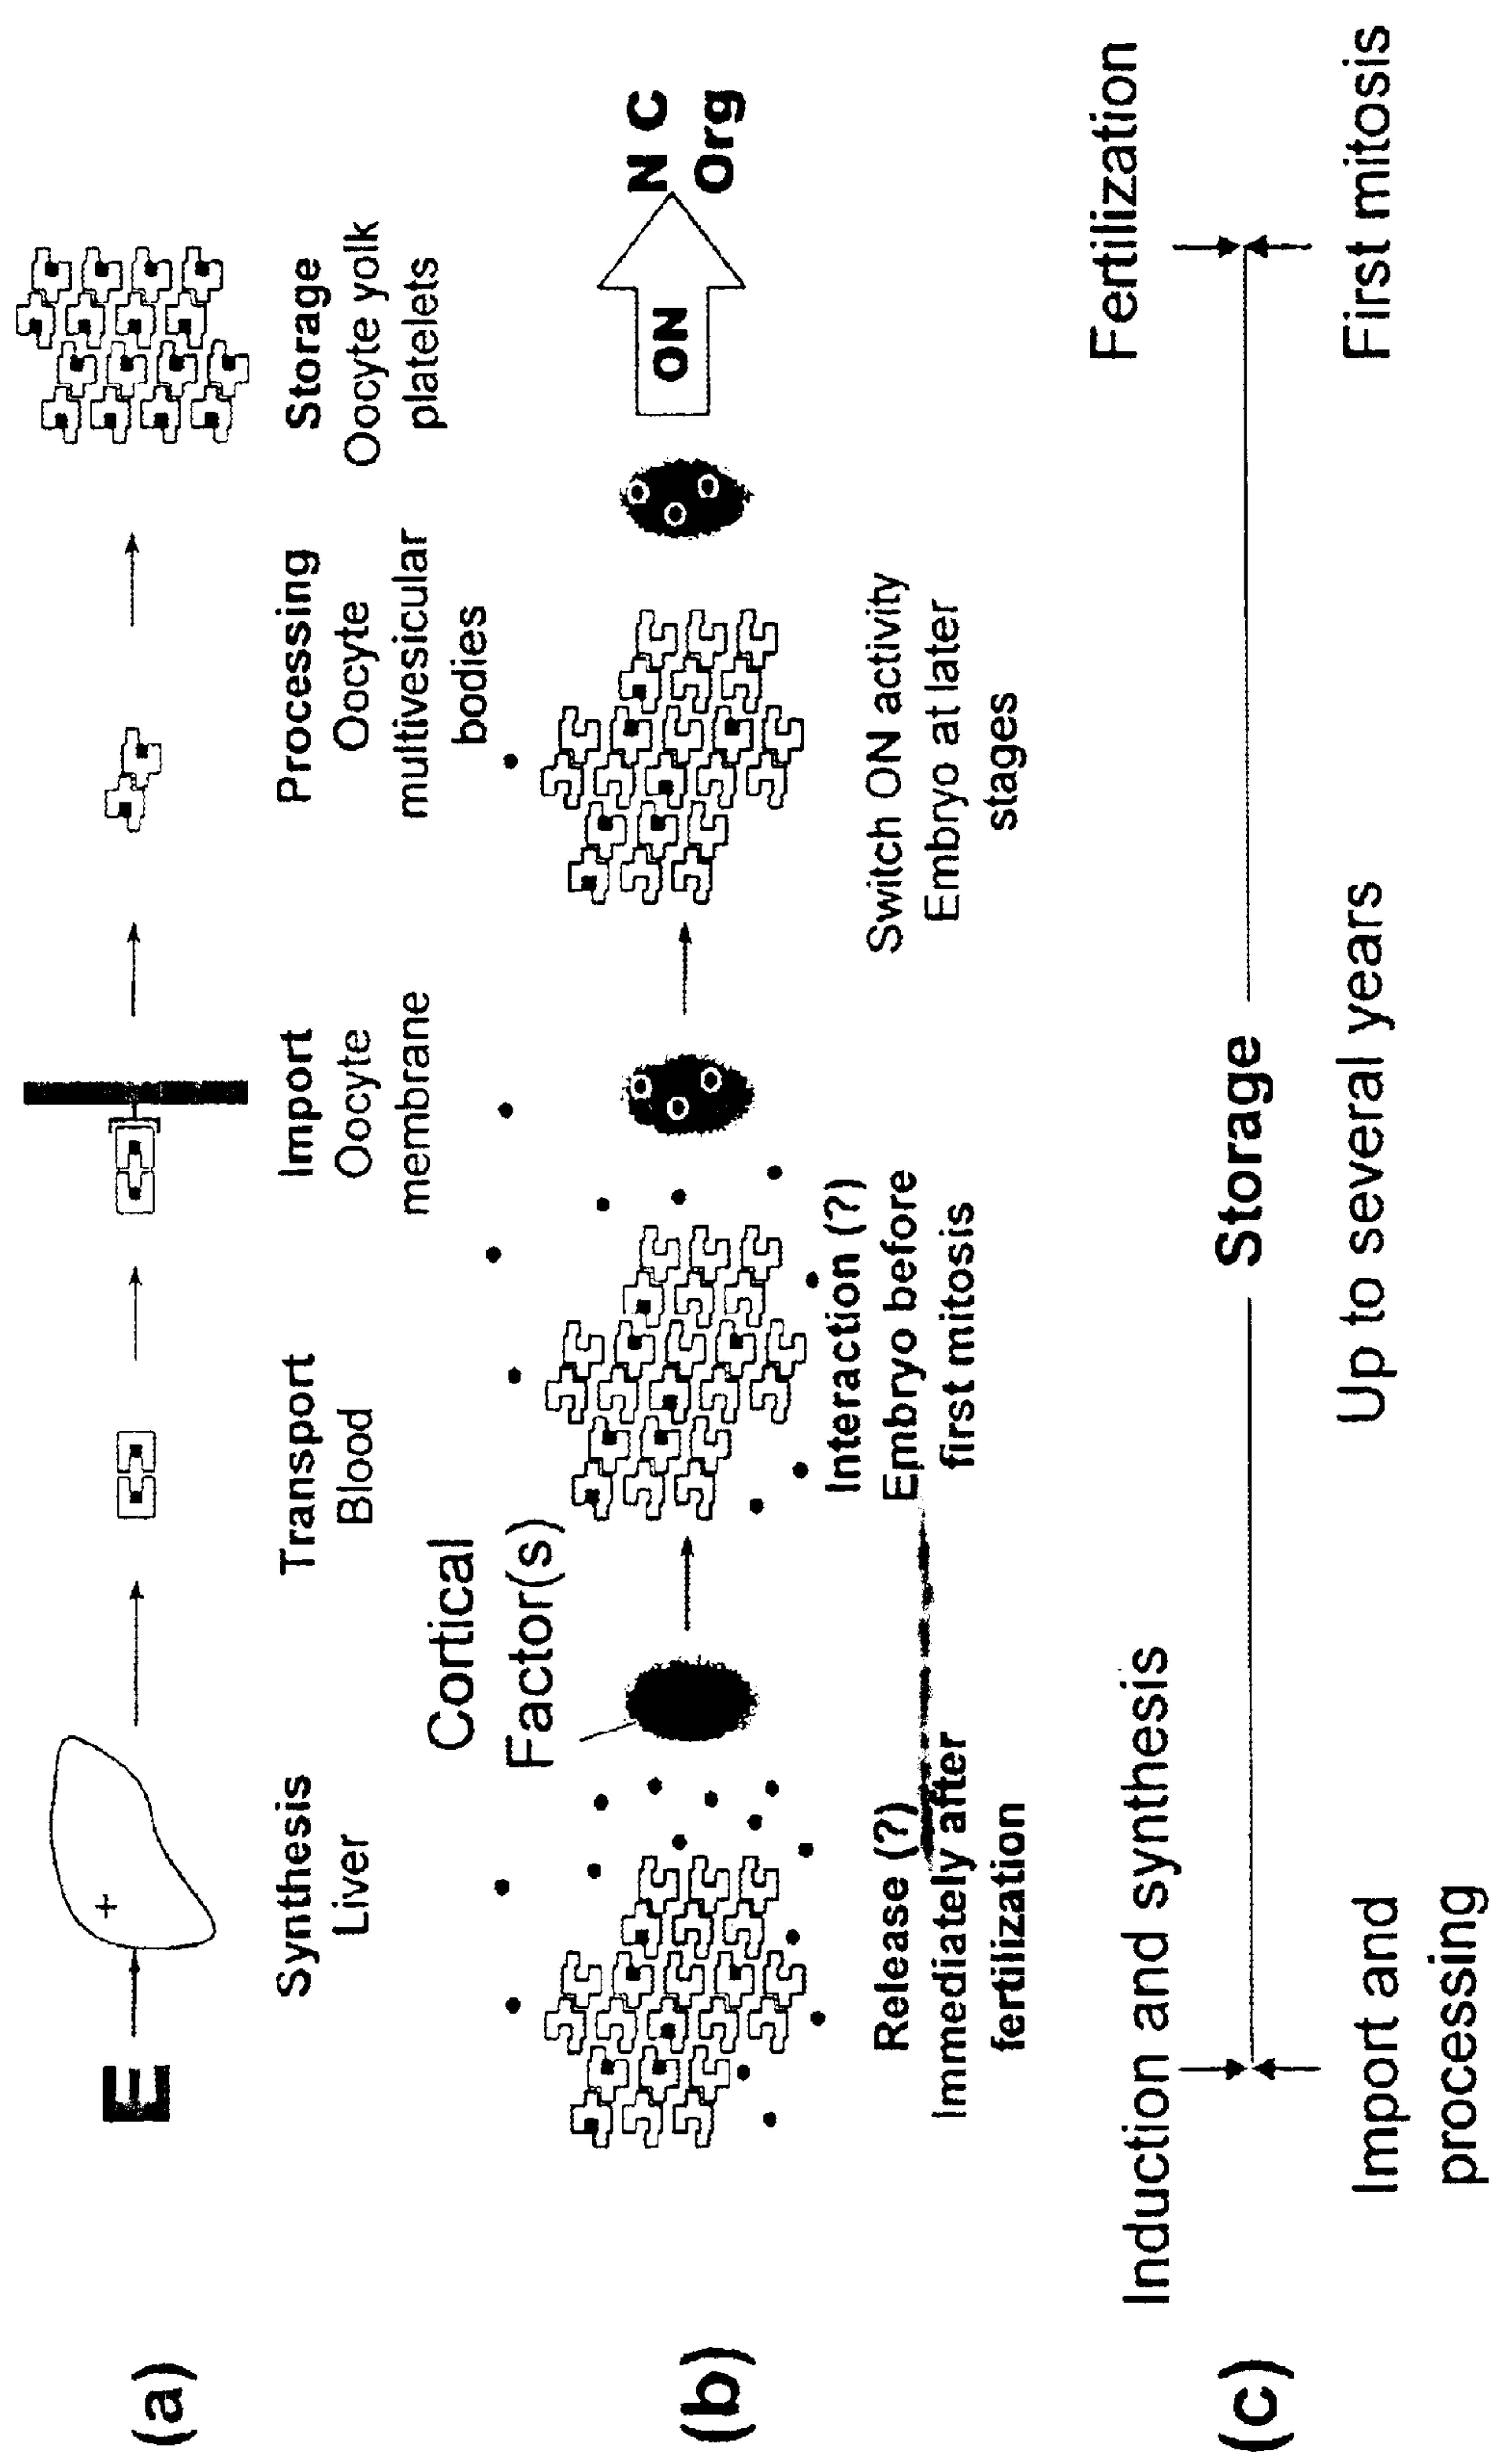 (a)
E
+
Synthesis
Liver
Transport
Blood
Import
Oocyte
membrane
Processing
Oocyte
multivesicular
bodies
Storage
Oocyte yolk
platelets
(b)
Cortical
Factor(s)
Release (?)
Immediately after
fertilization
Interaction (?)
Embryo before
first mitosis
Switch ON activity
Embryo at later
stages
ON
N C
Org
(c)
Induction and synthesis
Import and
processing
Storage
Up to several years
Fertilization
First mitosis